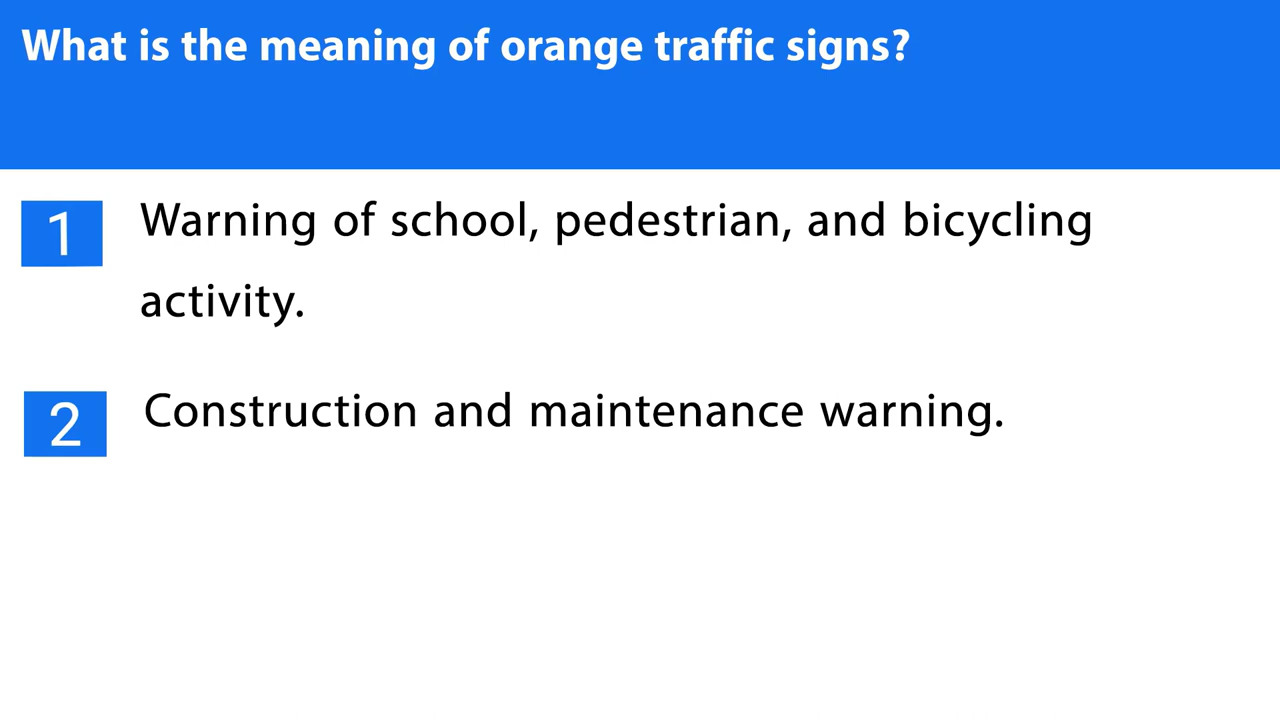 What is the meaning of orange traffic signs?
1 Warning of school, pedestrian, and bicycling
activity.
2 Construction and maintenance warning.